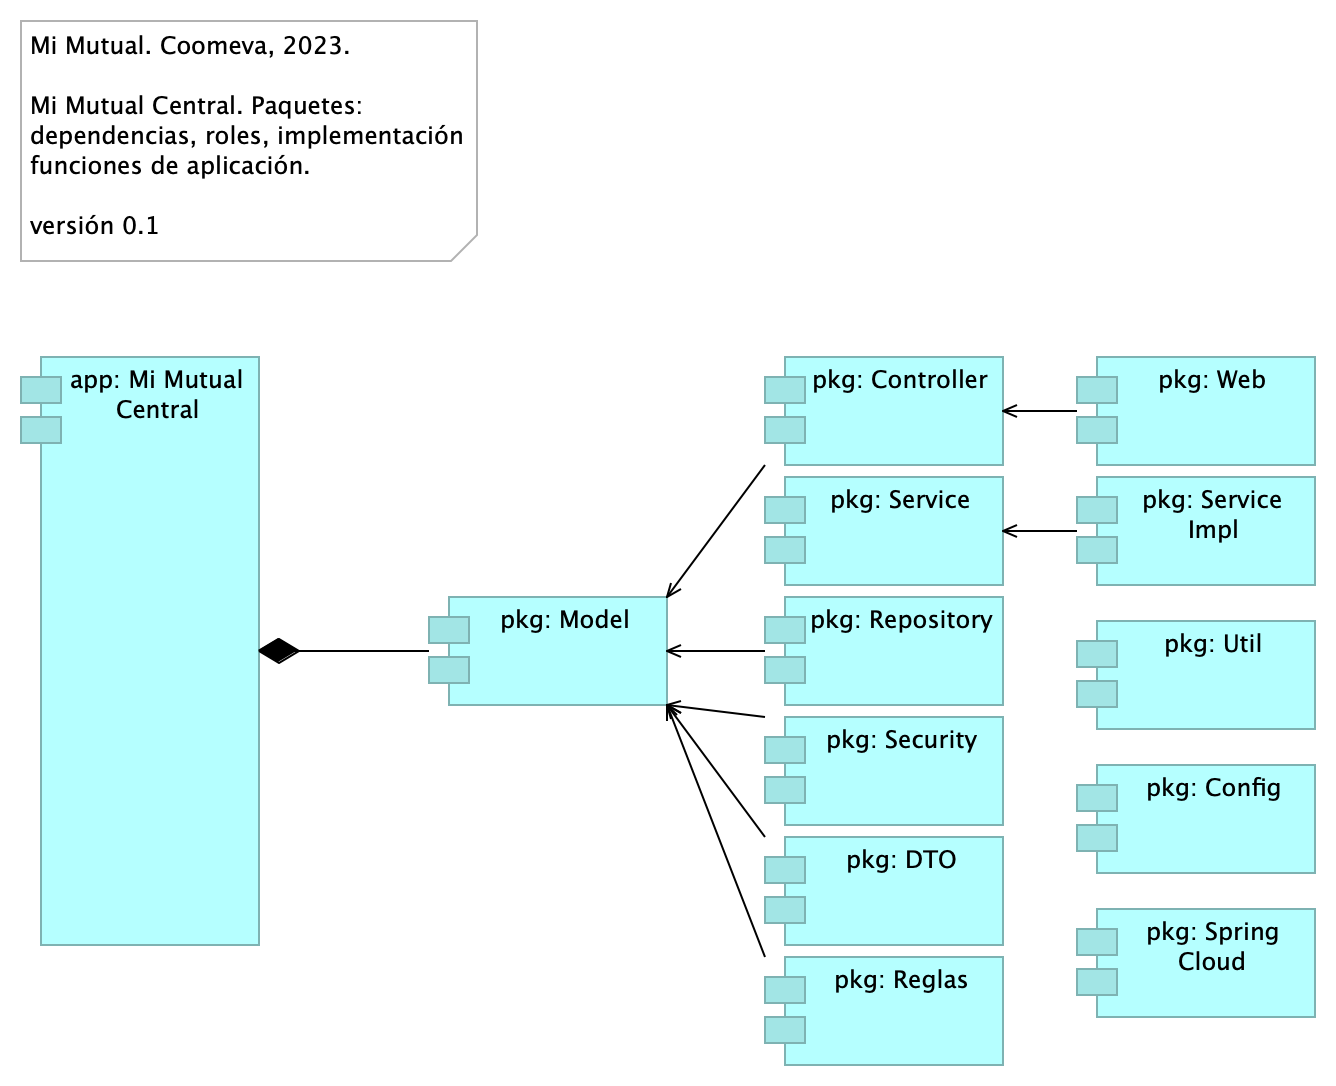 Mi Mutual. Coomeva, 2023.
Mi Mutual Central. Paquetes:
dependencias, roles, implementación
funciones de aplicación.
versión 0.1
app: Mi Mutual
Central
pkg: Model
pkg: Controller
pkg: Service
pkg: Repository
pkg: Security
pkg: DTO
pkg: Reglas
pkg: Web
pkg: Service
Impl
pkg: Util
pkg: Config
pkg: Spring
Cloud